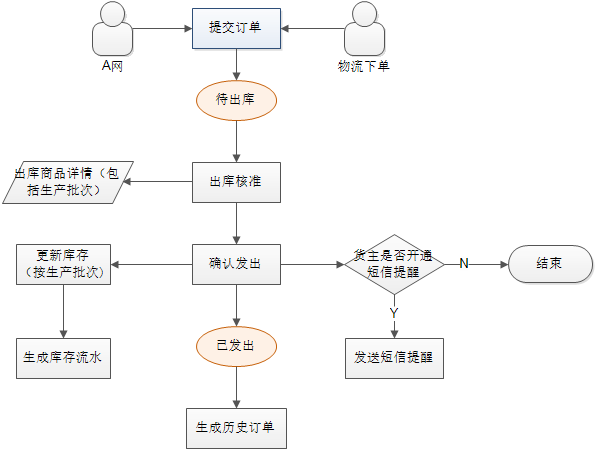 提交订单
A网
物流下单
待出库
出库商品详情（包
括生产批次）
出库核准
更新库存
（按生产批次)
确认发出
货主是否开通
短信提醒
N
结束
Y
生成库存流水
已发出
发送短信提醒
生成历史订单